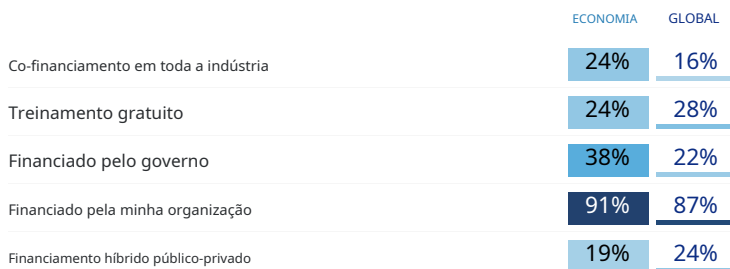 ECONOMIA GLOBAL
Co-financiamento em toda a indústria 24% 16%
Treinamento gratuito 24% 28%
Financiado pelo governo 38% 22%
Financiado pela minha organização 91% 87%
Financiamento híbrido público-privado 19% 24%